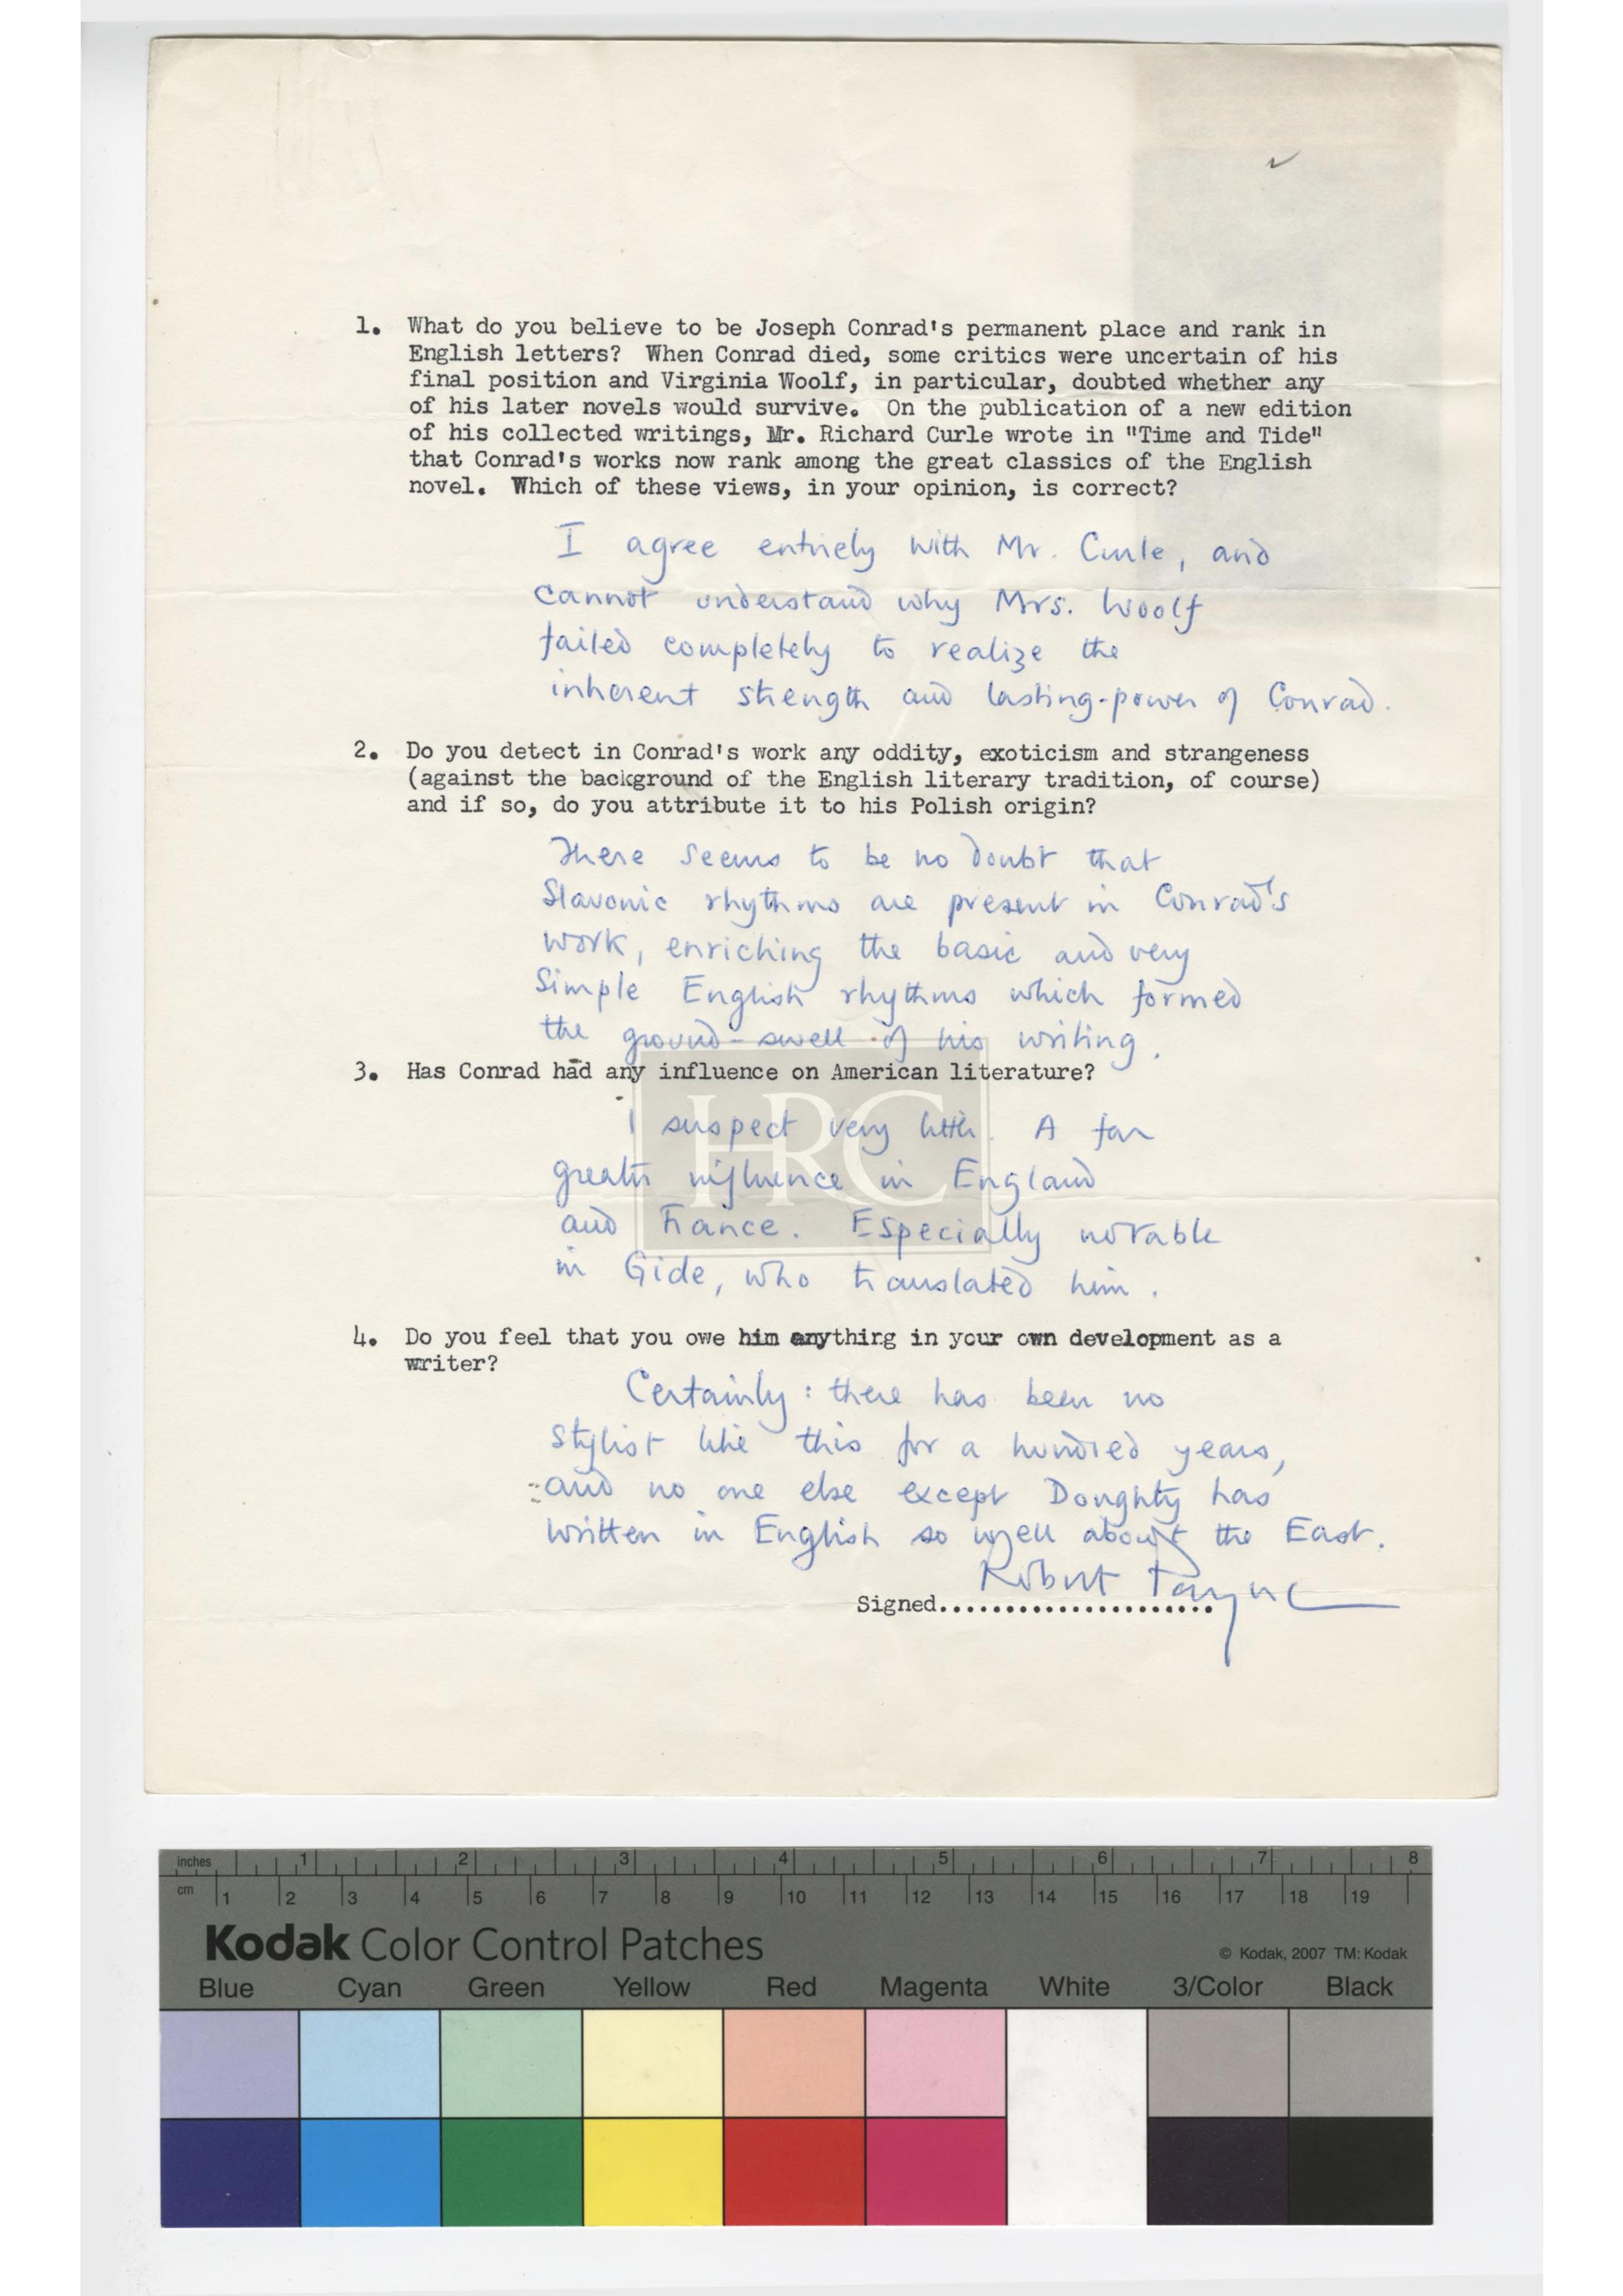 1. What do you believe to be Joseph Conrad's permanent place and rank in
English letters? When Conrad died, some critics were uncertain of his
final position and Virginia Woolf, in particular, doubted whether any
of his later novels would survive. On the publication of a new edition
of his collected writings, Mr. Richard Curle wrote in "Time and Tide"
that Conrad's works now rank among the great classics of the English
novel. Which of these views, in your opinion, is correct?
I agree entirely with Mr. Curle, and
cannot understand why Mrs. Woolf
failed completely to realize the
inherent strength and lasting-power of Conrad.
2. Do you detect in Conrad's work any oddity, exoticism and strangeness
(against the background of the English literary tradition, of course)
and if so, do you attribute it to his Polish origin?
There seems to be no doubt that
Slavonic rhythms are present in Conrad's
work, enriching the basic and very
simple English rhythms which formed
the ground-swell of his writing.
3. Has Conrad had any influence on American literature?
I suspect very little. A far
greater influence in England
and France. Especially notable
in Gide, who translated him.
HRC
4. Do you feel that you owe him anything in your own development as a
writer?
Certainly: there has been no
stylist like this for a hundred years,
and no one else except Doughty has
written in English so well about the East.
Robert Payne
Signed.....................
inches 1 2 3 4 5 6 7 8
cm 1 2 3 4 5 6 7 8 9 10 11 12 13 14 15 16 17 18 19
Kodak Color Control Patches
© Kodak, 2007 TM: Kodak
Blue Cyan Green Yellow Red Magenta White 3/Color Black